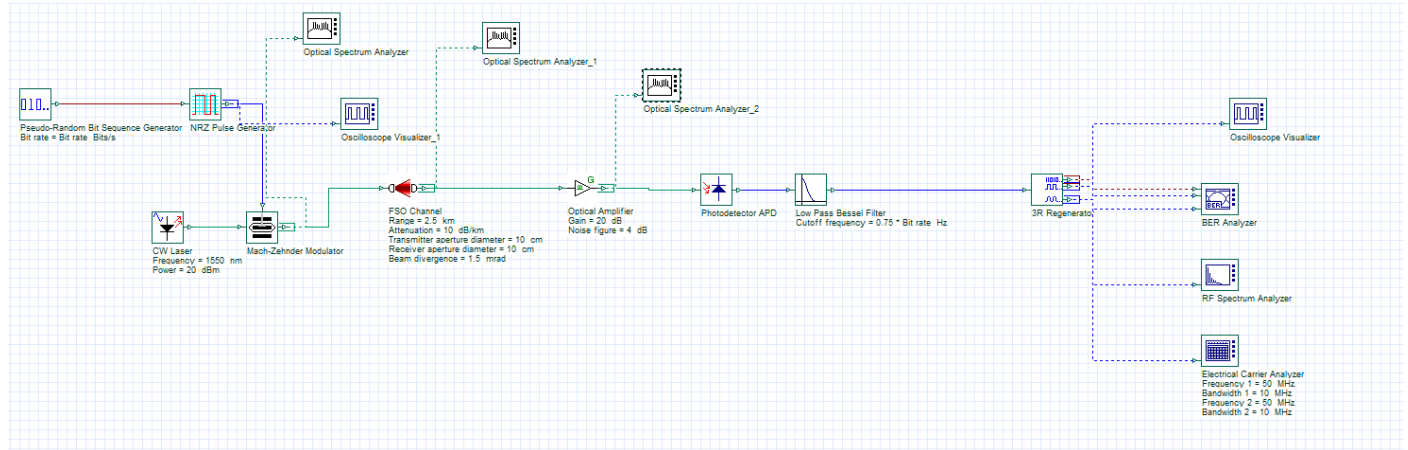 Optical Spectrum Analyzer
Optical Spectrum Analyzer_1
Optical Spectrum Analyzer_2
010..
Pseudo-Random Bit Sequence Generator
Bit rate = Bit rate Bits/s
NRZ Pulse Generator
Oscilloscope Visualizer_1
Oscilloscope Visualizer
CW Laser
Frequency = 1550 nm
Power = 20 dBm
Mach-Zehnder Modulator
FSO Channel
Range = 2.5 km
Attenuation = 10 dB/km
Transmitter aperture diameter = 10 cm
Receiver aperture diameter = 10 cm
Beam divergence = 1.5 mrad
G
Optical Amplifier
Gain = 20 dB
Noise figure = 4 dB
Photodetector APD
Low Pass Bessel Filter
Cutoff frequency = 0.75 * Bit rate Hz
3R Regenerato
BER
BER Analyzer
RF Spectrum Analyzer
Electrical Carrier Analyzer
Frequency 1 = 50 MHz
Bandwidth 1 = 10 MHz
Frequency 2 = 50 MHz
Bandwidth 2 = 10 MHz